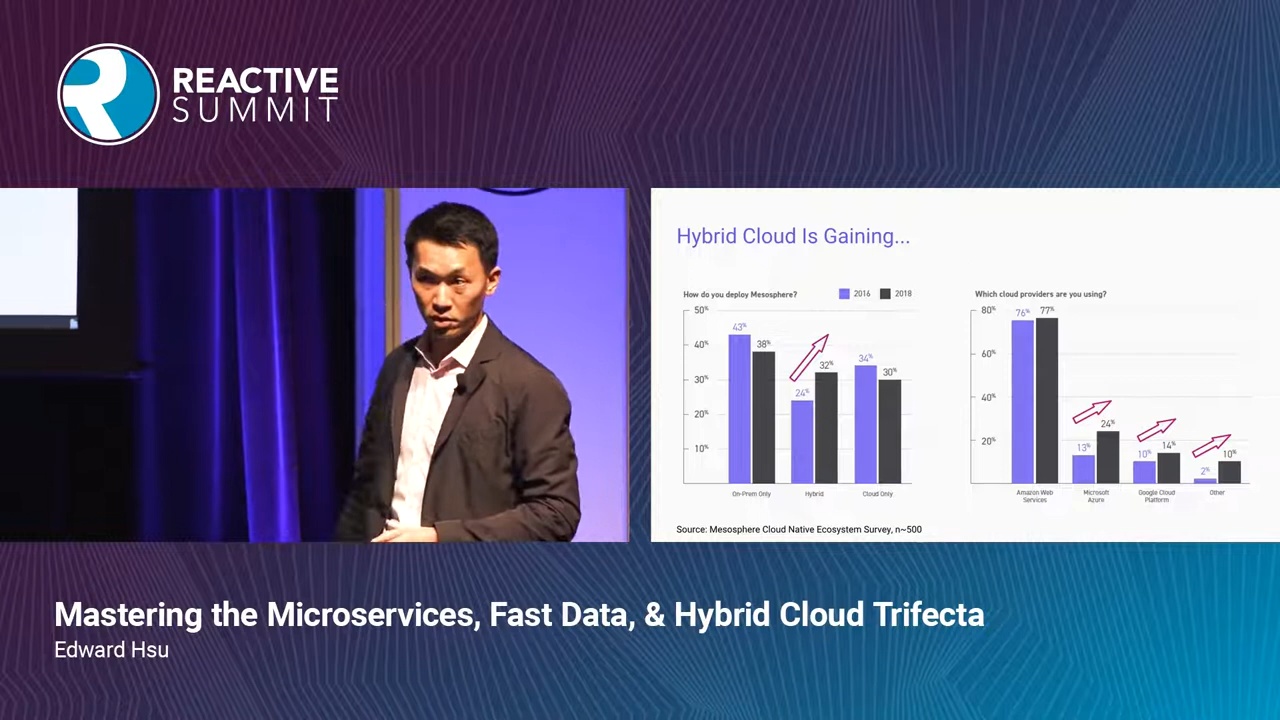 REACTIVE
SUMMIT
Hybrid Cloud Is Gaining...
How do you deploy Mesosphere?
2016
2018
50%
40%
30%
20%
10%
43%
38%
24%
32%
34%
30%
On-Prem Only
Hybrid
Cloud Only
Which cloud providers are you using?
80%
60%
40%
20%
76%
77%
13%
24%
10%
14%
2%
10%
Amazon Web
Services
Microsoft
Azure
Google Cloud
Platform
Other
Source: Mesosphere Cloud Native Ecosystem Survey, n~500
Mastering the Microservices, Fast Data, & Hybrid Cloud Trifecta
Edward Hsu